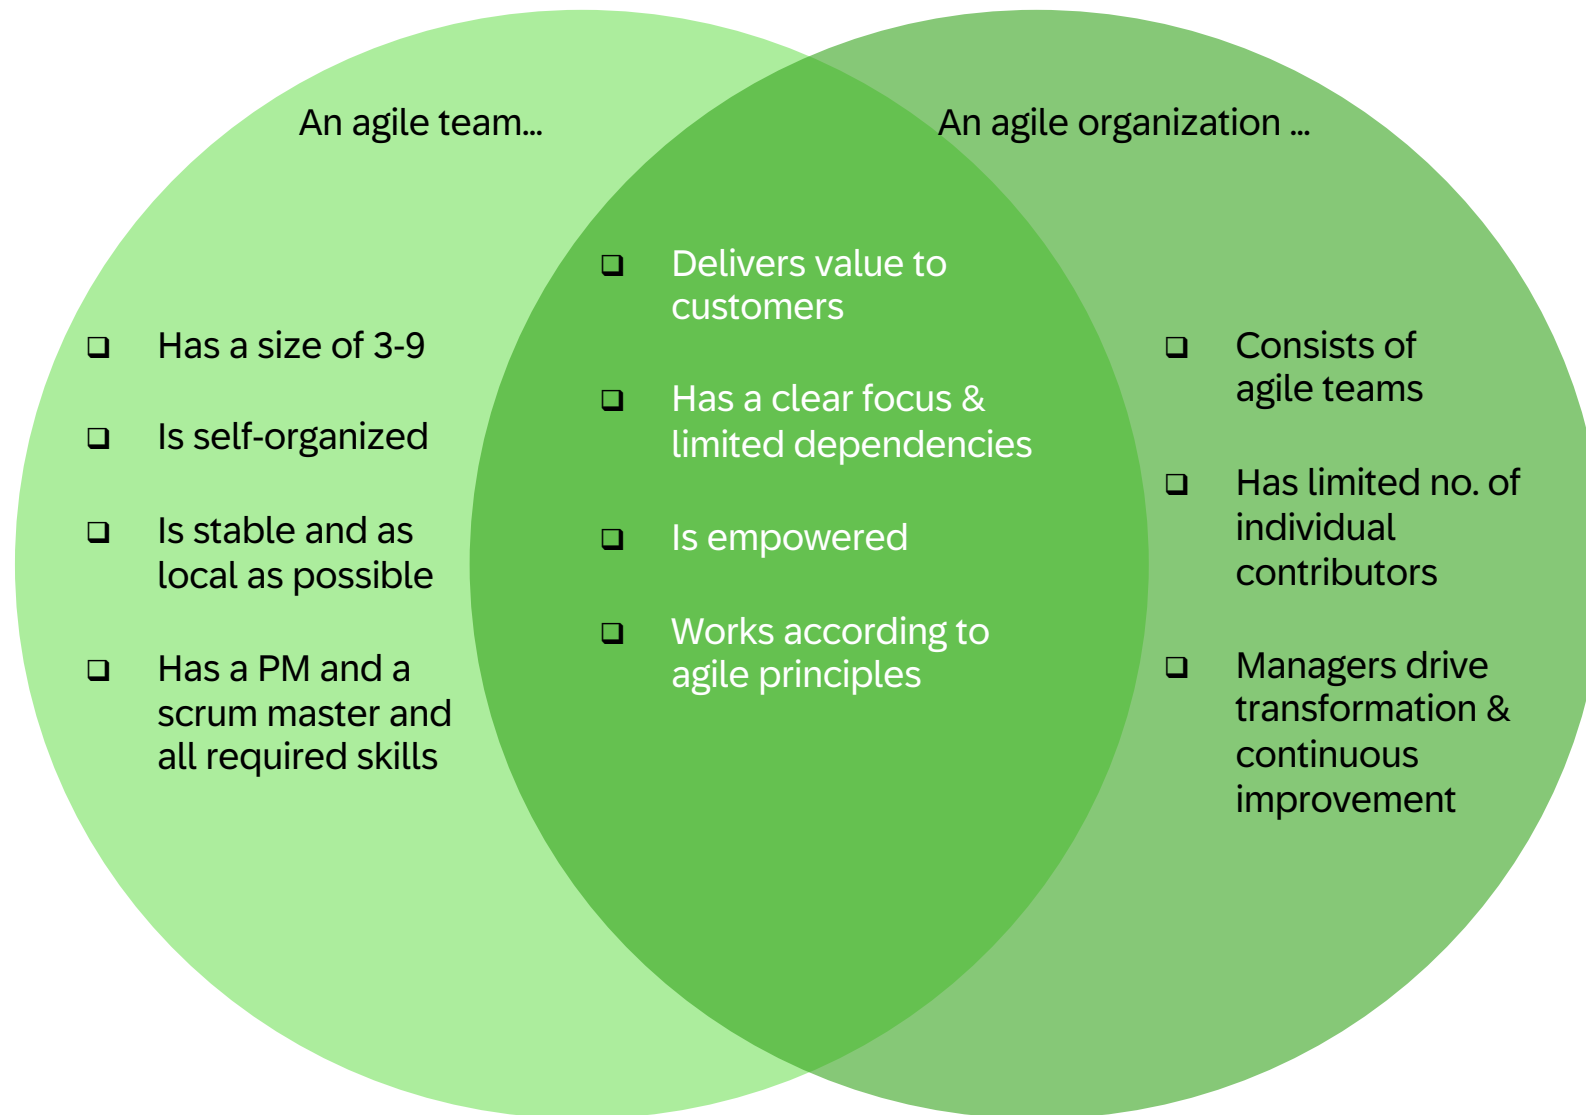 An agile team...
Has a size of 3-9
Is self-organized
Is stable and as
local as possible
Has a PM and a
scrum master and
all required skills
Delivers value to
customers
Has a clear focus &
limited dependencies
Is empowered
Works according to
agile principles
An agile organization ...
Consists of
agile teams
Has limited no. of
individual
contributors
Managers drive
transformation &
continuous
improvement